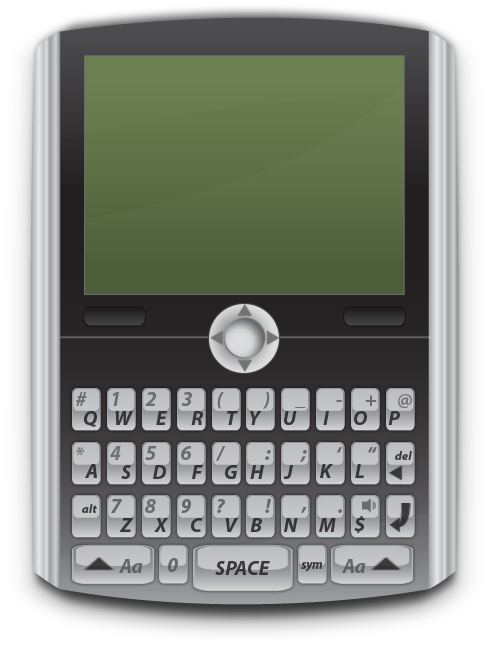 # 1 2 3 ( ) _ - + @
Q W E R T Y U I O P
* 4 5 6 / : ; ‘ “ del
A S D F G H J K L
alt 7 8 9 ? ! , .
Z X C V B N M $
Aa 0 SPACE sym Aa